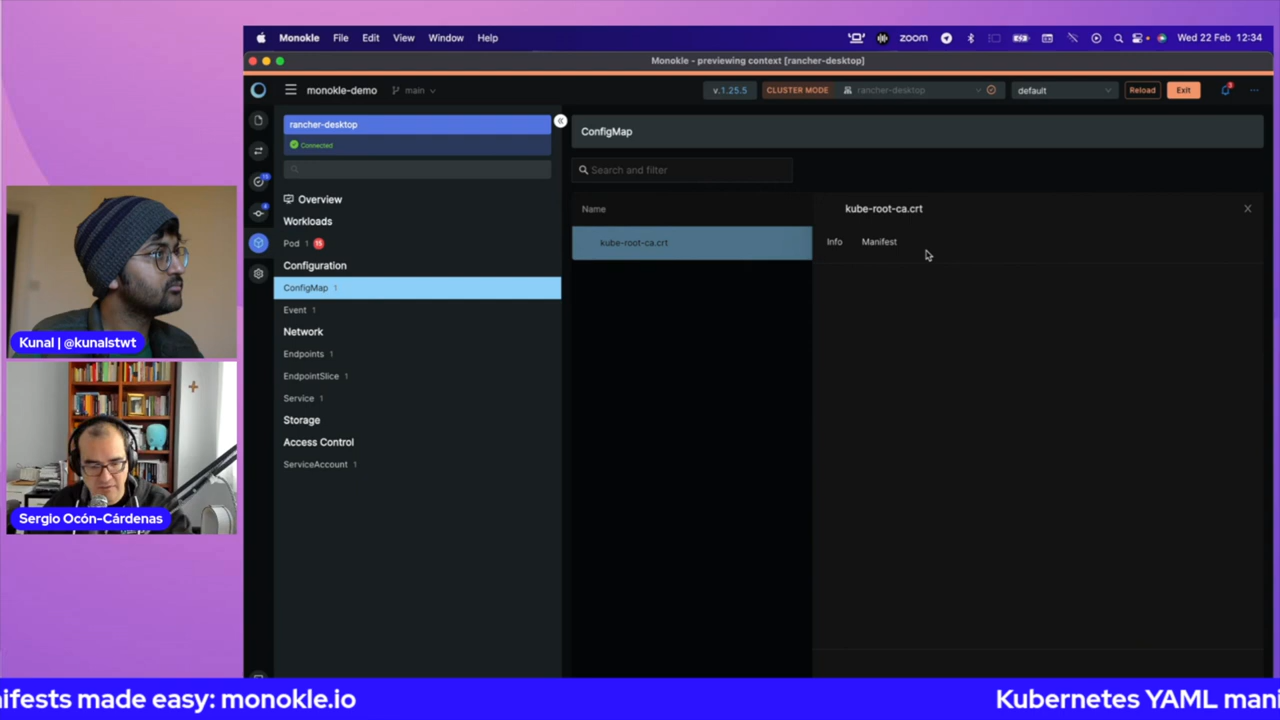 Monokle File Edit View Window Help
zoom Wed 22 Feb 12:34
Monokle - previewing context [rancher-desktop]
monokle-demo main v.1.25.5 CLUSTER MODE rancher-desktop default Reload Exit
rancher-desktop
Connected
Overview
Workloads
Pod 1 15
Configuration
ConfigMap 1
Event 1
Network
Endpoints 1
EndpointSlice 1
Service 1
Storage
Access Control
ServiceAccount 1
ConfigMap
Search and filter
Name
kube-root-ca.crt
kube-root-ca.crt
Info Manifest
Kunal | @kunalstwt
Sergio Ocón-Cárdenas
nifests made easy: monokle.io
Kubernetes YAML mani